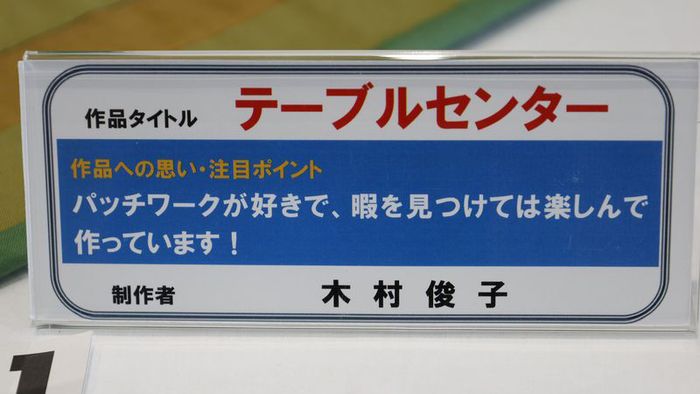 作品タイトル テーブルセンター
作品への思い・注目ポイント
パッチワークが好きで、暇を見つけては楽しんで
作っています！
制作者 木村俊子
1